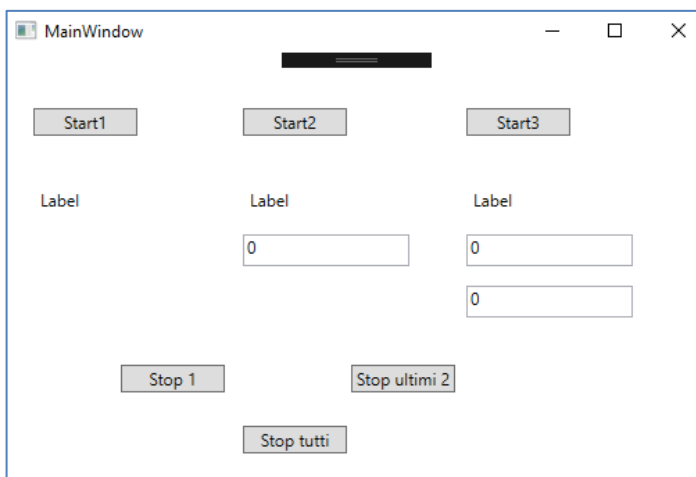 MainWindow
Start1 Start2 Start3
Label Label Label
0 0
0
Stop 1 Stop ultimi 2
Stop tutti